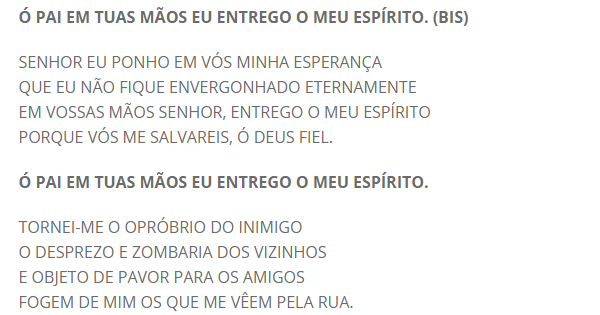 Ó PAI EM TUAS MÃOS EU ENTREGO O MEU ESPÍRITO. (BIS)
SENHOR EU PONHO EM VÓS MINHA ESPERANÇA
QUE EU NÃO FIQUE ENVERGONHADO ETERNAMENTE
EM VOSSAS MÃOS SENHOR, ENTREGO O MEU ESPÍRITO
PORQUE VÓS ME SALVAREIS, Ó DEUS FIEL.
Ó PAI EM TUAS MÃOS EU ENTREGO O MEU ESPÍRITO.
TORNEI-ME O OPRÓBRIO DO INIMIGO
O DESPREZO E ZOMBARIA DOS VIZINHOS
E OBJETO DE PAVOR PARA OS AMIGOS
FOGEM DE MIM OS QUE ME VÊEM PELA RUA.